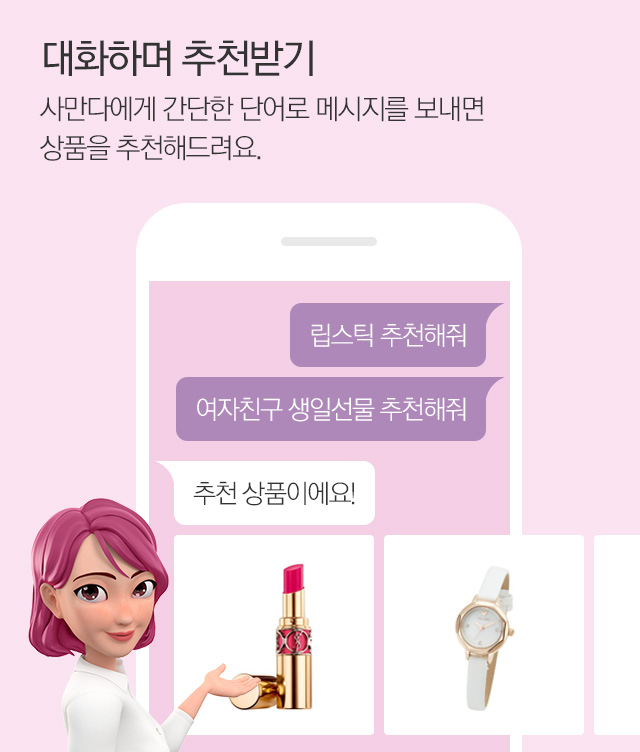 대화하며 추천받기
사만다에게 간단한 단어로 메시지를 보내면
상품을 추천해드려요.
립스틱 추천해줘
여자친구 생일선물 추천해줘
추천 상품이에요!